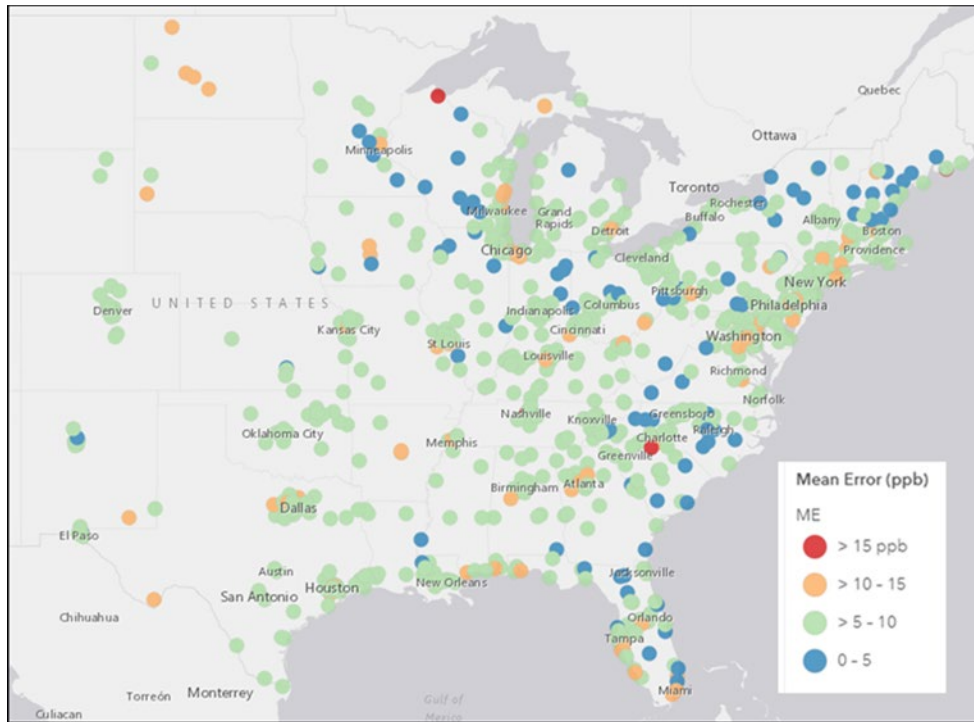 Quebec
Ottawa
Minneapolis
Toronto
Rochester
Milwaukee
Grand
Rapids
Buffalo
Albany
Detroit
Boston
Chicago
Cleveland
Providence
New York
Pittsburgh
UNITED STATES
Denver
Indianapolis
Columbus
Philadelphia
Kansas City
Cincinnati
St Louis
Washington
Louisville
Richmond
Norfolk
Nashville
Knoxville
Greensboro
Oklahoma City
Memphis
Charlotte
Raleigh
Greenville
Birmingham
Atlanta
Dallas
El Paso
Austin
Jacksonville
Houston
New Orleans
San Antonio
Chihuahua
Orlando
Tampa
Torreón
Monterrey
Miami
Gulf of
Mexico
Culiacan
Mean Error (ppb)
ME
> 15 ppb
> 10 - 15
> 5 - 10
0 - 5